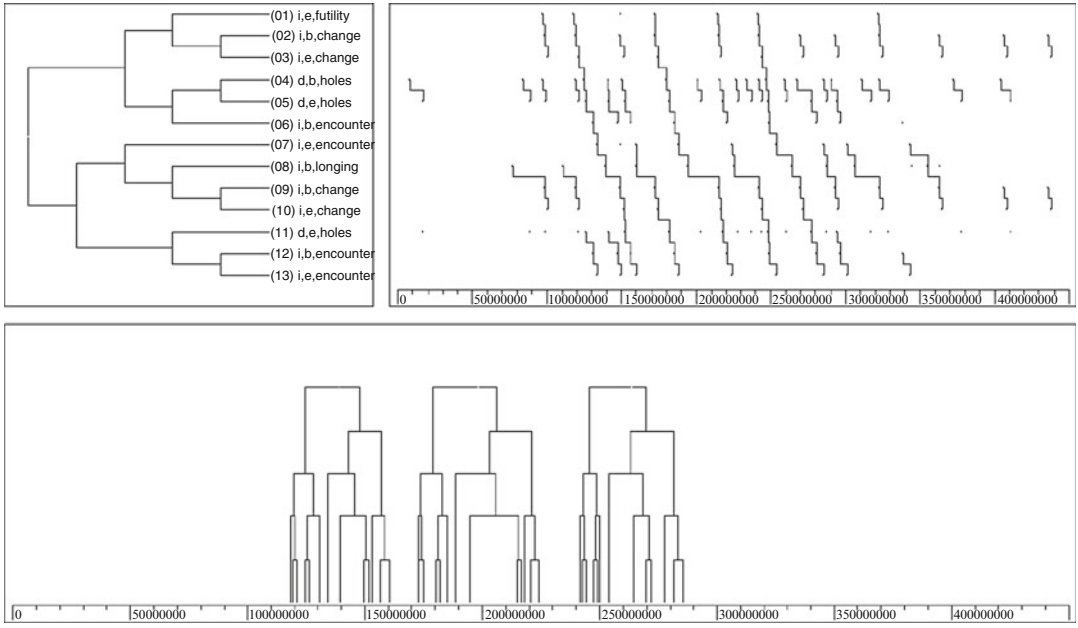 (01) i,e,futility
(02) i,b,change
(03) i,e,change
(04) d,b,holes
(05) d,e,holes
(06) i,b,encounter
(07) i,e,encounter
(08) i,b,longing
(09) i,b,change
(10) i,e,change
(11) d,e,holes
(12) i,b,encounter
(13) i,e,encounter
0 50000000 100000000 150000000 200000000 250000000 300000000 350000000 400000000
0 50000000 100000000 150000000 200000000 250000000 300000000 350000000 400000000